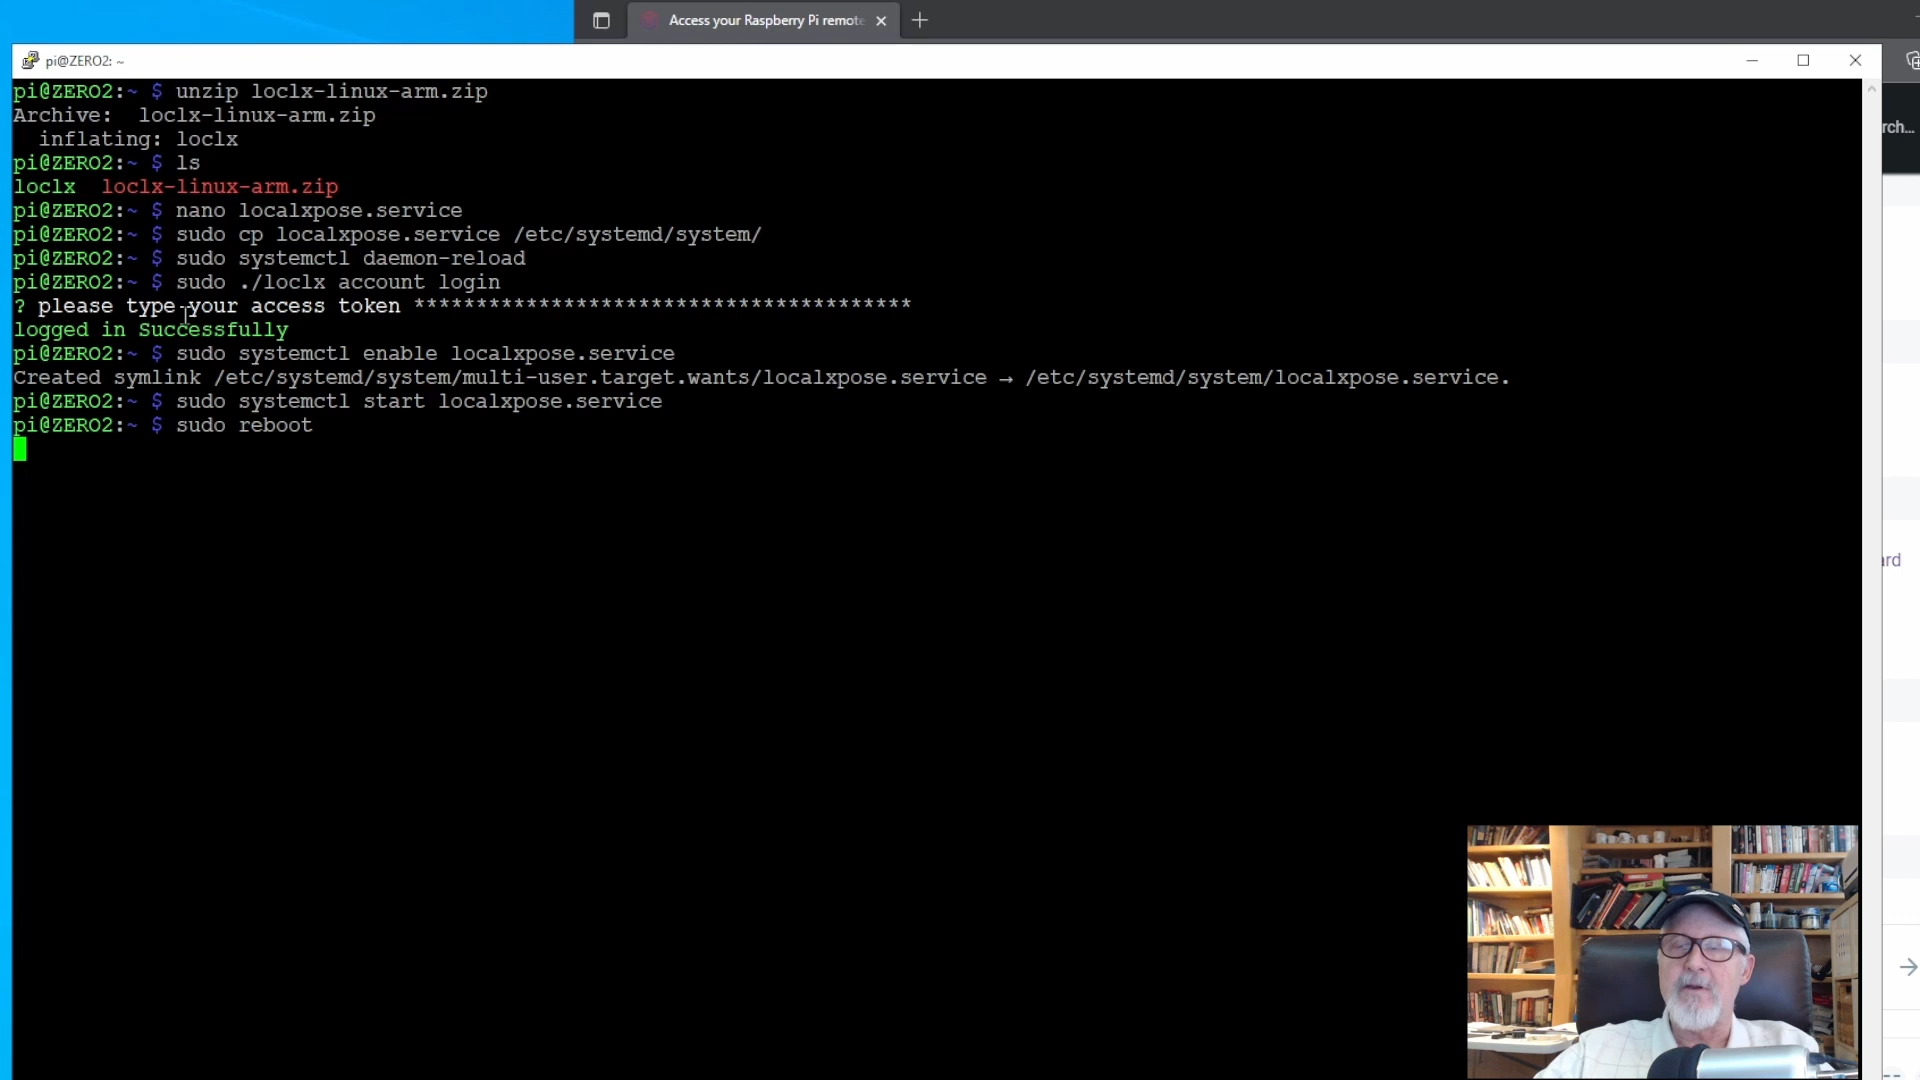 Access your Raspberry Pi remote
pi@ZERO2: ~
pi@ZERO2:~ $ unzip loclx-linux-arm.zip
Archive:  loclx-linux-arm.zip
  inflating: loclx
pi@ZERO2:~ $ ls
loclx  loclx-linux-arm.zip
pi@ZERO2:~ $ nano localxpose.service
pi@ZERO2:~ $ sudo cp localxpose.service /etc/systemd/system/
pi@ZERO2:~ $ sudo systemctl daemon-reload
pi@ZERO2:~ $ sudo ./loclx account login
? please type your access token ****************************************
logged in Successfully
pi@ZERO2:~ $ sudo systemctl enable localxpose.service
Created symlink /etc/systemd/system/multi-user.target.wants/localxpose.service → /etc/systemd/system/localxpose.service.
pi@ZERO2:~ $ sudo systemctl start localxpose.service
pi@ZERO2:~ $ sudo reboot
rch...